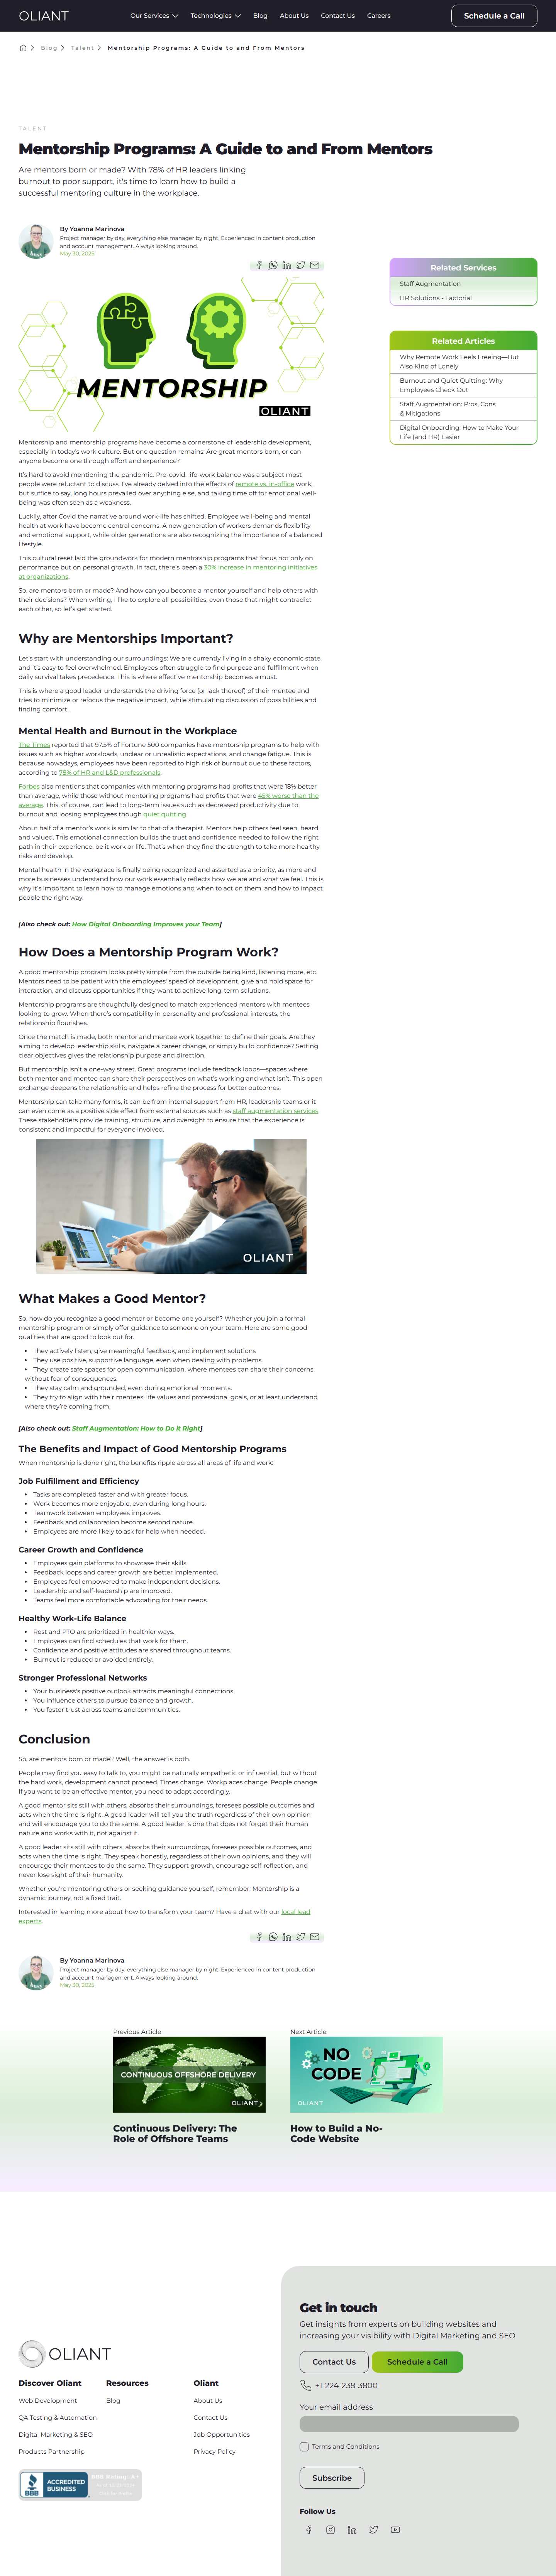 OLIANT
Our Services
Technologies
Blog
About Us
Contact Us
Careers
Schedule a Call
Blog
Talent
Mentorship Programs: A Guide to and From Mentors
TALENT
Mentorship Programs: A Guide to and From Mentors
Are mentors born or made? With 78% of HR leaders linking
burnout to poor support, it's time to learn how to build a
successful mentoring culture in the workplace.
By Yoanna Marinova
Project manager by day, everything else manager by night. Experienced in content production
and account management. Always looking around.
May 30, 2025
Related Services
Staff Augmentation
HR Solutions - Factorial
Related Articles
Why Remote Work Feels Freeing—But
Also Kind of Lonely
Burnout and Quiet Quitting: Why
Employees Check Out
Staff Augmentation: Pros, Cons
& Mitigations
Digital Onboarding: How to Make Your
Life (and HR) Easier
MENTORSHIP
OLIANT
Mentorship and mentorship programs have become a cornerstone of leadership development,
especially in today's work culture. But one question remains: Are great mentors born, or can
anyone become one through effort and experience?
It's hard to avoid mentioning the pandemic. Pre-covid, life-work balance was a subject most
people were reluctant to discuss. I've already delved into the effects of remote vs. in-office work,
but suffice to say, long hours prevailed over anything else, and taking time off for emotional well-
being was often seen as a weakness.
Luckily, after Covid the narrative around work-life has shifted. Employee well-being and mental
health at work have become central concerns. A new generation of workers demands flexibility
and emotional support, while older generations are also recognizing the importance of a balanced
lifestyle.
This cultural reset laid the groundwork for modern mentorship programs that focus not only on
performance but on personal growth. In fact, there's been a 30% increase in mentoring initiatives
at organizations.
So, are mentors born or made? And how can you become a mentor yourself and help others with
their decisions? When writing, I like to explore all possibilities, even those that might contradict
each other, so let's get started.
Why are Mentorships Important?
Let's start with understanding our surroundings: We are currently living in a shaky economic state,
and it's easy to feel overwhelmed. Employees often struggle to find purpose and fulfillment when
daily survival takes precedence. This is where effective mentorship becomes a must.
This is where a good leader understands the driving force (or lack thereof) of their mentee and
tries to minimize or refocus the negative impact, while stimulating discussion of possibilities and
finding comfort.
Mental Health and Burnout in the Workplace
The Times reported that 97.5% of Fortune 500 companies have mentorship programs to help with
issues such as higher workloads, unclear or unrealistic expectations, and change fatigue. This is
because nowadays, employees have been reported to high risk of burnout due to these factors,
according to 78% of HR and L&D professionals.
Forbes also mentions that companies with mentoring programs had profits that were 18% better
than average, while those without mentoring programs had profits that were 45% worse than the
average. This, of course, can lead to long-term issues such as decreased productivity due to
burnout and loosing employees though quiet quitting.
About half of a mentor's work is similar to that of a therapist. Mentors help others feel seen, heard,
and valued. This emotional connection builds the trust and confidence needed to follow the right
path in their experience, be it work or life. That's when they find the strength to take more healthy
risks and develop.
Mental health in the workplace is finally being recognized and asserted as a priority, as more and
more businesses understand how our work essentially reflects how we are and what we feel. This is
why it's important to learn how to manage emotions and when to act on them, and how to impact
people the right way.
[Also check out: How Digital Onboarding Improves your Team]
How Does a Mentorship Program Work?
A good mentorship program looks pretty simple from the outside being kind, listening more, etc.
Mentors need to be patient with the employees' speed of development, give and hold space for
interaction, and discuss opportunities if they want to achieve long-term solutions.
Mentorship programs are thoughtfully designed to match experienced mentors with mentees
looking to grow. When there's compatibility in personality and professional interests, the
relationship flourishes.
Once the match is made, both mentor and mentee work together to define their goals. Are they
aiming to develop leadership skills, navigate a career change, or simply build confidence? Setting
clear objectives gives the relationship purpose and direction.
But mentorship isn't a one-way street. Great programs include feedback loops—spaces where
both mentor and mentee can share their perspectives on what's working and what isn't. This open
exchange deepens the relationship and helps refine the process for better outcomes.
Mentorship can take many forms, it can be from internal support from HR, leadership teams or it
can even come as a positive side effect from external sources such as staff augmentation services.
These stakeholders provide training, structure, and oversight to ensure that the experience is
consistent and impactful for everyone involved.
OLIANT
What Makes a Good Mentor?
So, how do you recognize a good mentor or become one yourself? Whether you join a formal
mentorship program or simply offer guidance to someone on your team. Here are some good
qualities that are good to look out for.
• They actively listen, give meaningful feedback, and implement solutions
• They use positive, supportive language, even when dealing with problems.
• They create safe spaces for open communication, where mentees can share their concerns
without fear of consequences.
• They stay calm and grounded, even during emotional moments.
• They try to align with their mentees' life values and professional goals, or at least understand
where they're coming from.
[Also check out: Staff Augmentation: How to Do it Right]
The Benefits and Impact of Good Mentorship Programs
When mentorship is done right, the benefits ripple across all areas of life and work:
Job Fulfillment and Efficiency
• Tasks are completed faster and with greater focus.
• Work becomes more enjoyable, even during long hours.
• Teamwork between employees improves.
• Feedback and collaboration become second nature.
• Employees are more likely to ask for help when needed.
Career Growth and Confidence
• Employees gain platforms to showcase their skills.
• Feedback loops and career growth are better implemented.
• Employees feel empowered to make independent decisions.
• Leadership and self-leadership are improved.
• Teams feel more comfortable advocating for their needs.
Healthy Work-Life Balance
• Rest and PTO are prioritized in healthier ways.
• Employees can find schedules that work for them.
• Confidence and positive attitudes are shared throughout teams.
• Burnout is reduced or avoided entirely.
Stronger Professional Networks
• Your business's positive outlook attracts meaningful connections.
• You influence others to pursue balance and growth.
• You foster trust across teams and communities.
Conclusion
So, are mentors born or made? Well, the answer is both.
People may find you easy to talk to, you might be naturally empathetic or influential, but without
the hard work, development cannot proceed. Times change. Workplaces change. People change.
If you want to be an effective mentor, you need to adapt accordingly.
A good mentor sits still with others, absorbs their surroundings, foresees possible outcomes and
acts when the time is right. A good leader will tell you the truth regardless of their own opinion
and will encourage you to do the same. A good leader is one that does not forget their human
nature and works with it, not against it.
A good leader sits still with others, absorbs their surroundings, foresees possible outcomes, and
acts when the time is right. They speak honestly, regardless of their own opinions, and they will
encourage their mentees to do the same. They support growth, encourage self-reflection, and
never lose sight of their humanity.
Whether you're mentoring others or seeking guidance yourself, remember: Mentorship is a
dynamic journey, not a fixed trait.
Interested in learning more about how to transform your team? Have a chat with our local lead
experts.
By Yoanna Marinova
Project manager by day, everything else manager by night. Experienced in content production
and account management. Always looking around.
May 30, 2025
Previous Article
CONTINUOUS OFFSHORE DELIVERY
OLIANT
Continuous Delivery: The
Role of Offshore Teams
Next Article
NO
CODE
OLIANT
How to Build a No-
Code Website
OLIANT
Discover Oliant
Web Development
QA Testing & Automation
Digital Marketing & SEO
Products Partnership
Resources
Blog
Oliant
About Us
Contact Us
Job Opportunities
Privacy Policy
BBB
ACCREDITED
BUSINESS
BBB Rating: A+
Get in touch
Get insights from experts on building websites and
increasing your visibility with Digital Marketing and SEO
Contact Us
Schedule a Call
+1-224-238-3800
Your email address
Terms and Conditions
Subscribe
Follow Us